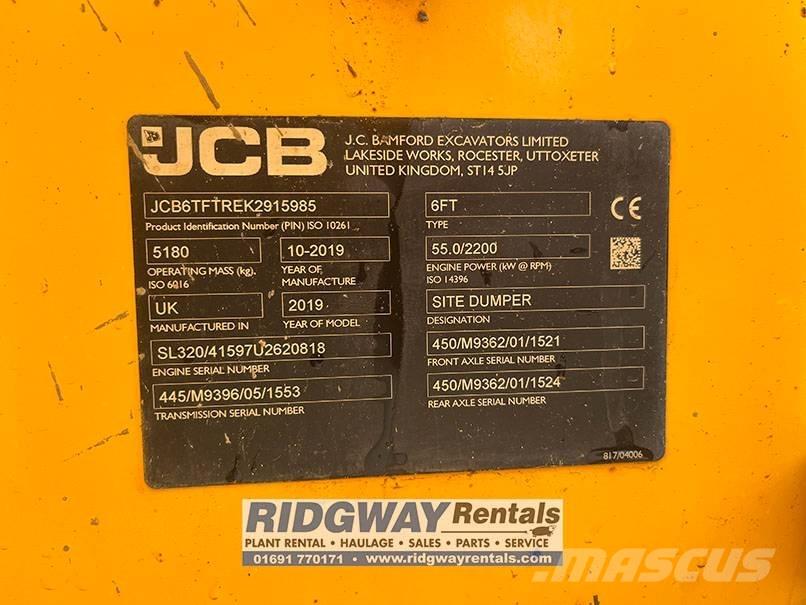 JCB
J.C. BAMFORD EXCAVATORS LIMITED
LAKESIDE WORKS, ROCESTER, UTTOXETER
UNITED KINGDOM, ST14 5JP
JCB6TFTREK2915985
Product Identification Number (PIN) ISO 10261
5180
OPERATING MASS (kg).
ISO 6016
10-2019
YEAR OF
MANUFACTURE
UK
MANUFACTURED IN
2019
YEAR OF MODEL
SL320/41597U2620818
ENGINE SERIAL NUMBER
445/M9396/05/1553
TRANSMISSION SERIAL NUMBER
6FT
TYPE
CE
55.0/2200
ENGINE POWER (kW @ RPM)
ISO 14396
SITE DUMPER
DESIGNATION
450/M9362/01/1521
FRONT AXLE SERIAL NUMBER
450/M9362/01/1524
REAR AXLE SERIAL NUMBER
817/04006
RIDGWAY Rentals
PLANT RENTAL • HAULAGE • SALES • PARTS • SERVICE
01691 770171 • www.ridgwayrentals.com
MASCUS